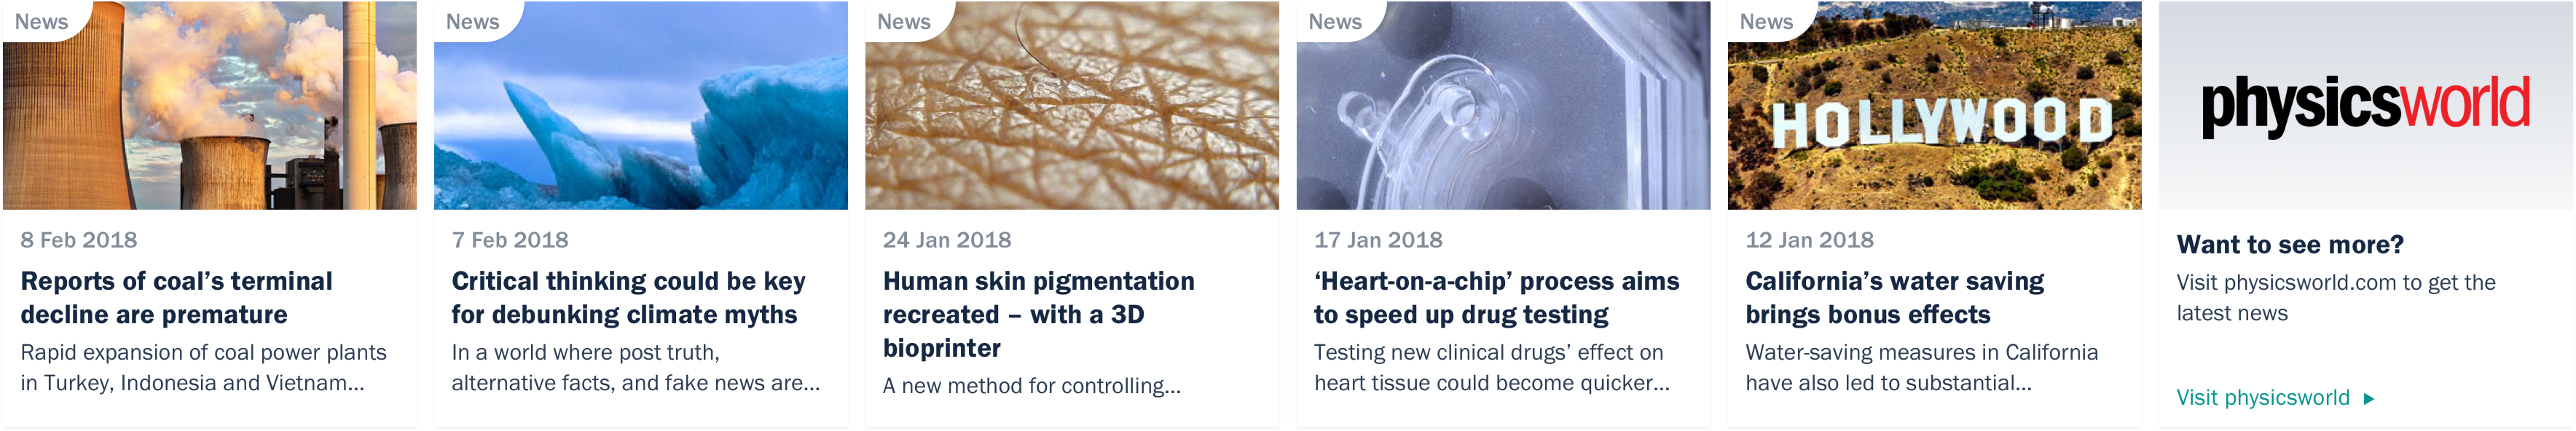 News
8 Feb 2018
Reports of coal’s terminal
decline are premature
Rapid expansion of coal power plants
in Turkey, Indonesia and Vietnam...
News
7 Feb 2018
Critical thinking could be key
for debunking climate myths
In a world where post truth,
alternative facts, and fake news are...
News
24 Jan 2018
Human skin pigmentation
recreated – with a 3D
bioprinter
A new method for controlling...
News
17 Jan 2018
‘Heart-on-a-chip’ process aims
to speed up drug testing
Testing new clinical drugs’ effect on
heart tissue could become quicker...
News
HOLLYWOOD
12 Jan 2018
California’s water saving
brings bonus effects
Water-saving measures in California
have also led to substantial...
physicsworld
Want to see more?
Visit physicsworld.com to get the
latest news
Visit physicsworld